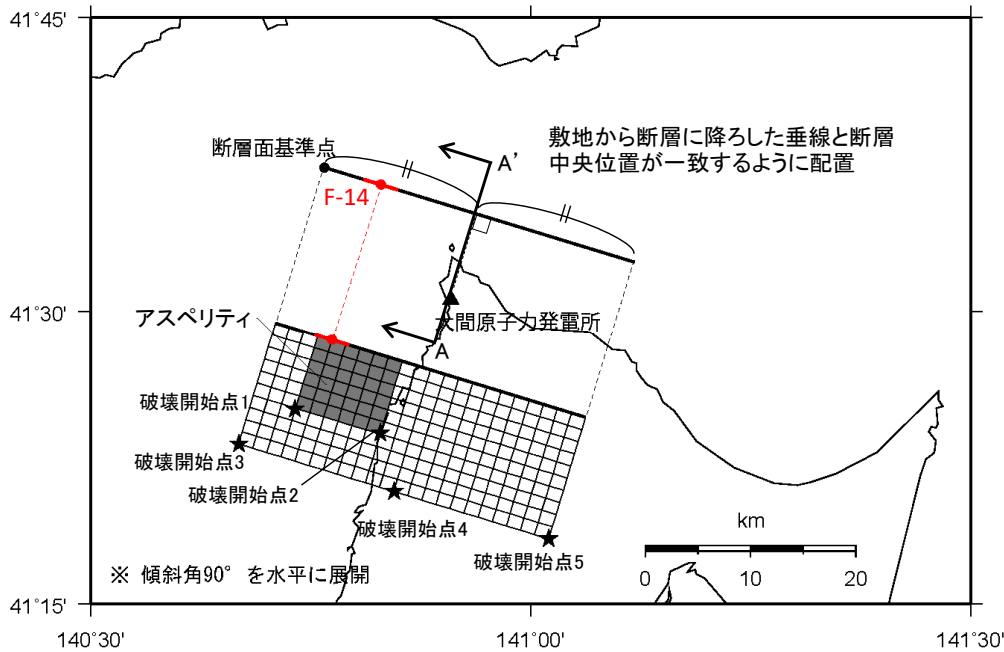 41°45'
断層面基準点
A'
敷地から断層に降ろした垂線と断層
中央位置が一致するように配置
F-14
41°30'
アスペリティ
大間原子力発電所
A
破壊開始点1
破壊開始点3
破壊開始点2
破壊開始点4
破壊開始点5
km
0 10 20
※ 傾斜角90° を水平に展開
41°15'
140°30'
141°00'
141°30'